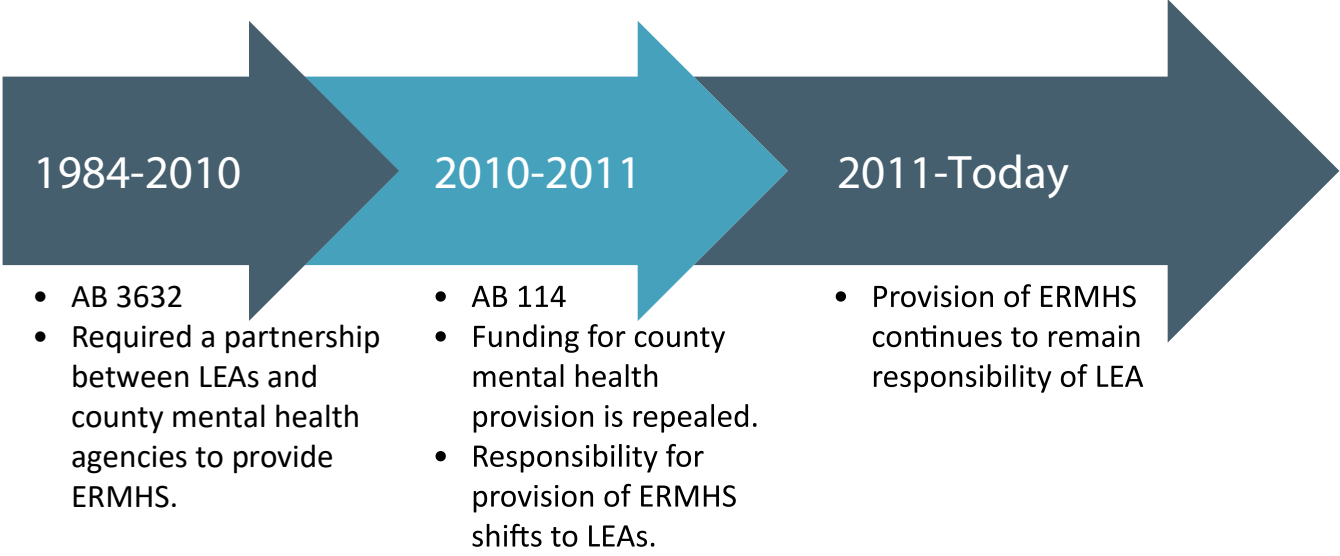 1984-2010
• AB 3632
• Required a partnership
between LEAs and
county mental health
agencies to provide
ERMHS.
2010-2011
• AB 114
• Funding for county
mental health
provision is repealed.
• Responsibility for
provision of ERMHS
shifts to LEAs.
2011-Today
• Provision of ERMHS
continues to remain
responsibility of LEA